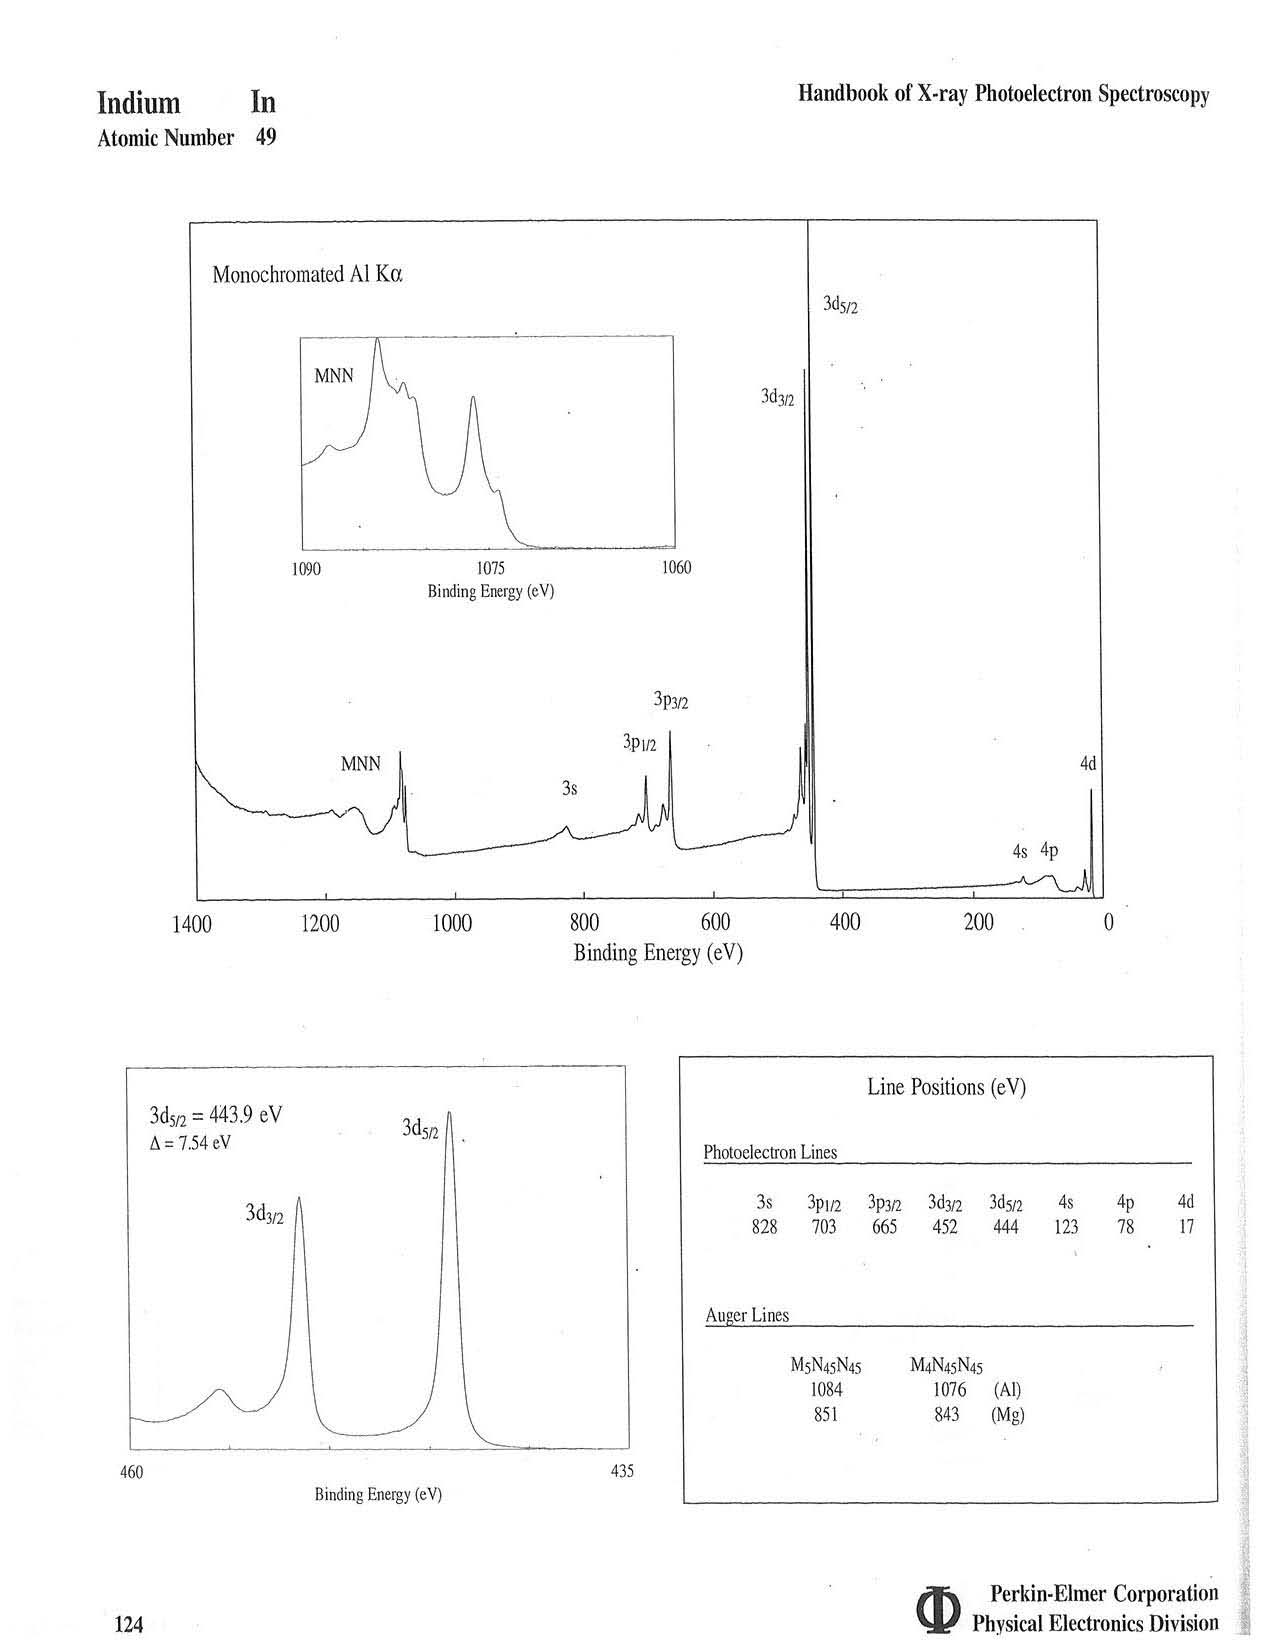 Indium In
Atomic Number 49
Handbook of X-ray Photoelectron Spectroscopy
Monochromated Al Kα
3d5/2
3d3/2
MNN
1090 1075 1060
Binding Energy (eV)
3p3/2
3p1/2
MNN
3s
4d
4s 4p
1400 1200 1000 800 600 400 200 0
Binding Energy (eV)
3d5/2 = 443.9 eV
Δ = 7.54 eV
3d5/2
3d3/2
460 435
Binding Energy (eV)
Line Positions (eV)
Photoelectron Lines
3s 3p1/2 3p3/2 3d3/2 3d5/2 4s 4p 4d
828 703 665 452 444 123 78 17
Auger Lines
M5N45N45 M4N45N45
1084 1076 (Al)
851 843 (Mg)
124
Perkin-Elmer Corporation
Physical Electronics Division